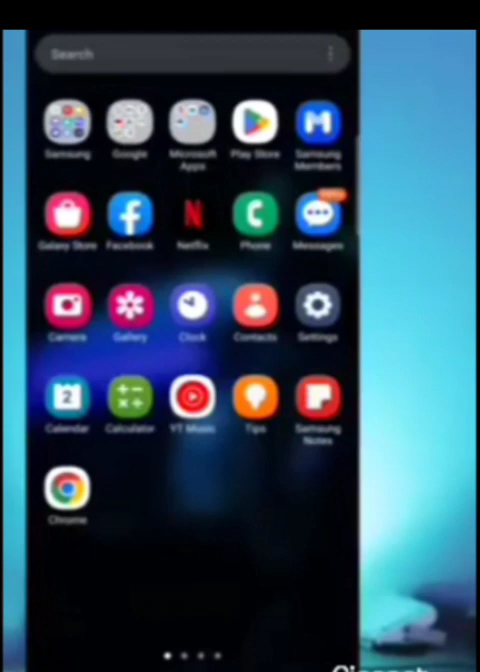 Search
Samsung Google Microsoft Apps Play Store Samsung Members
Galaxy Store Facebook Netflix Phone Messages
Camera Gallery Clock Contacts Settings
2
Calendar Calculator YT Music Tips Samsung Notes
Chrome